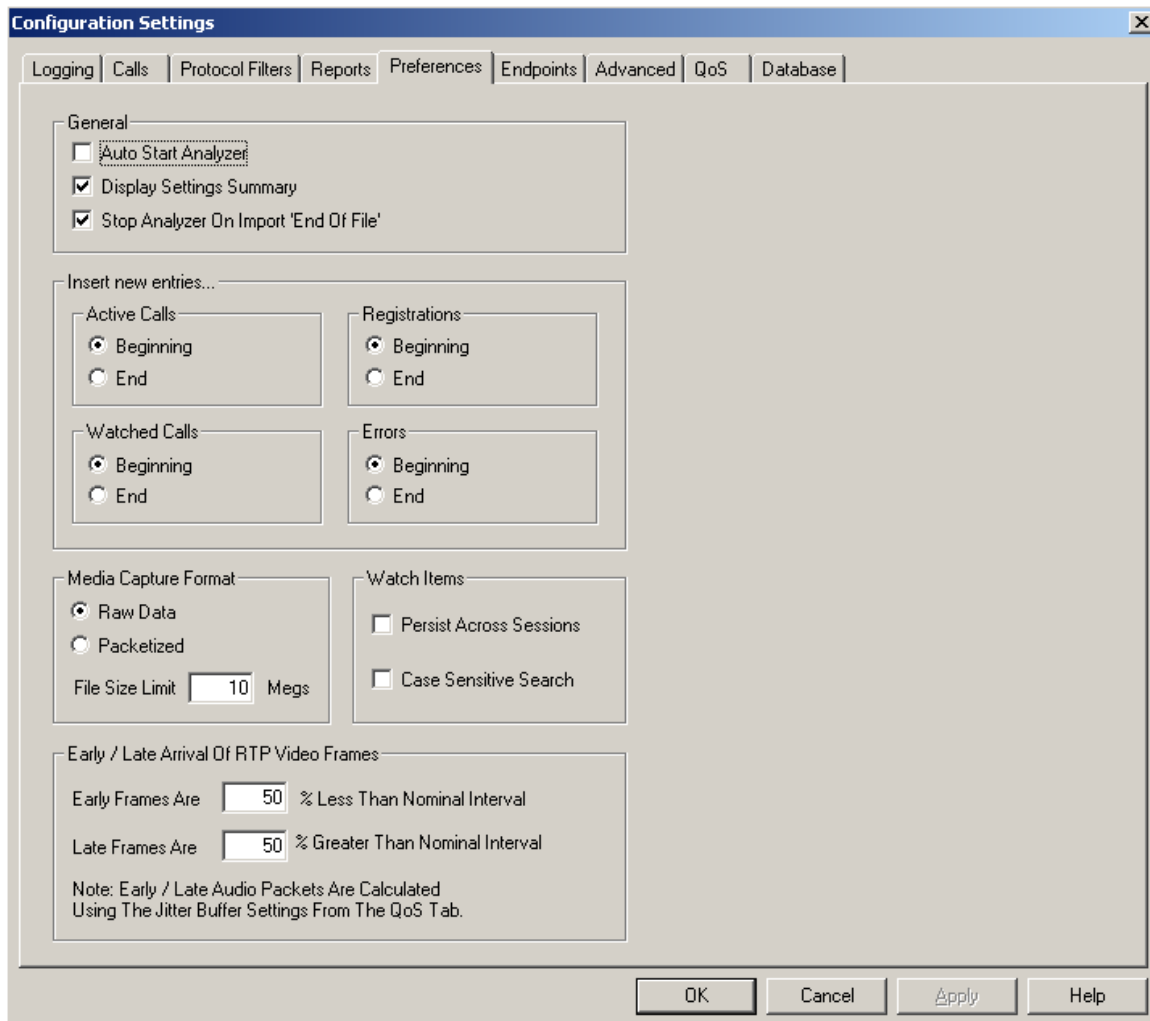 Configuration Settings
Logging Calls Protocol Filters Reports Preferences Endpoints Advanced QoS Database
General
Auto Start Analyzer
Display Settings Summary
Stop Analyzer On Import 'End Of File'
Insert new entries...
Active Calls
Beginning
End
Registrations
Beginning
End
Watched Calls
Beginning
End
Errors
Beginning
End
Media Capture Format
Raw Data
Packetized
File Size Limit 10 Megs
Watch Items
Persist Across Sessions
Case Sensitive Search
Early / Late Arrival Of RTP Video Frames
Early Frames Are 50 % Less Than Nominal Interval
Late Frames Are 50 % Greater Than Nominal Interval
Note: Early / Late Audio Packets Are Calculated
Using The Jitter Buffer Settings From The QoS Tab.
OK Cancel Apply Help